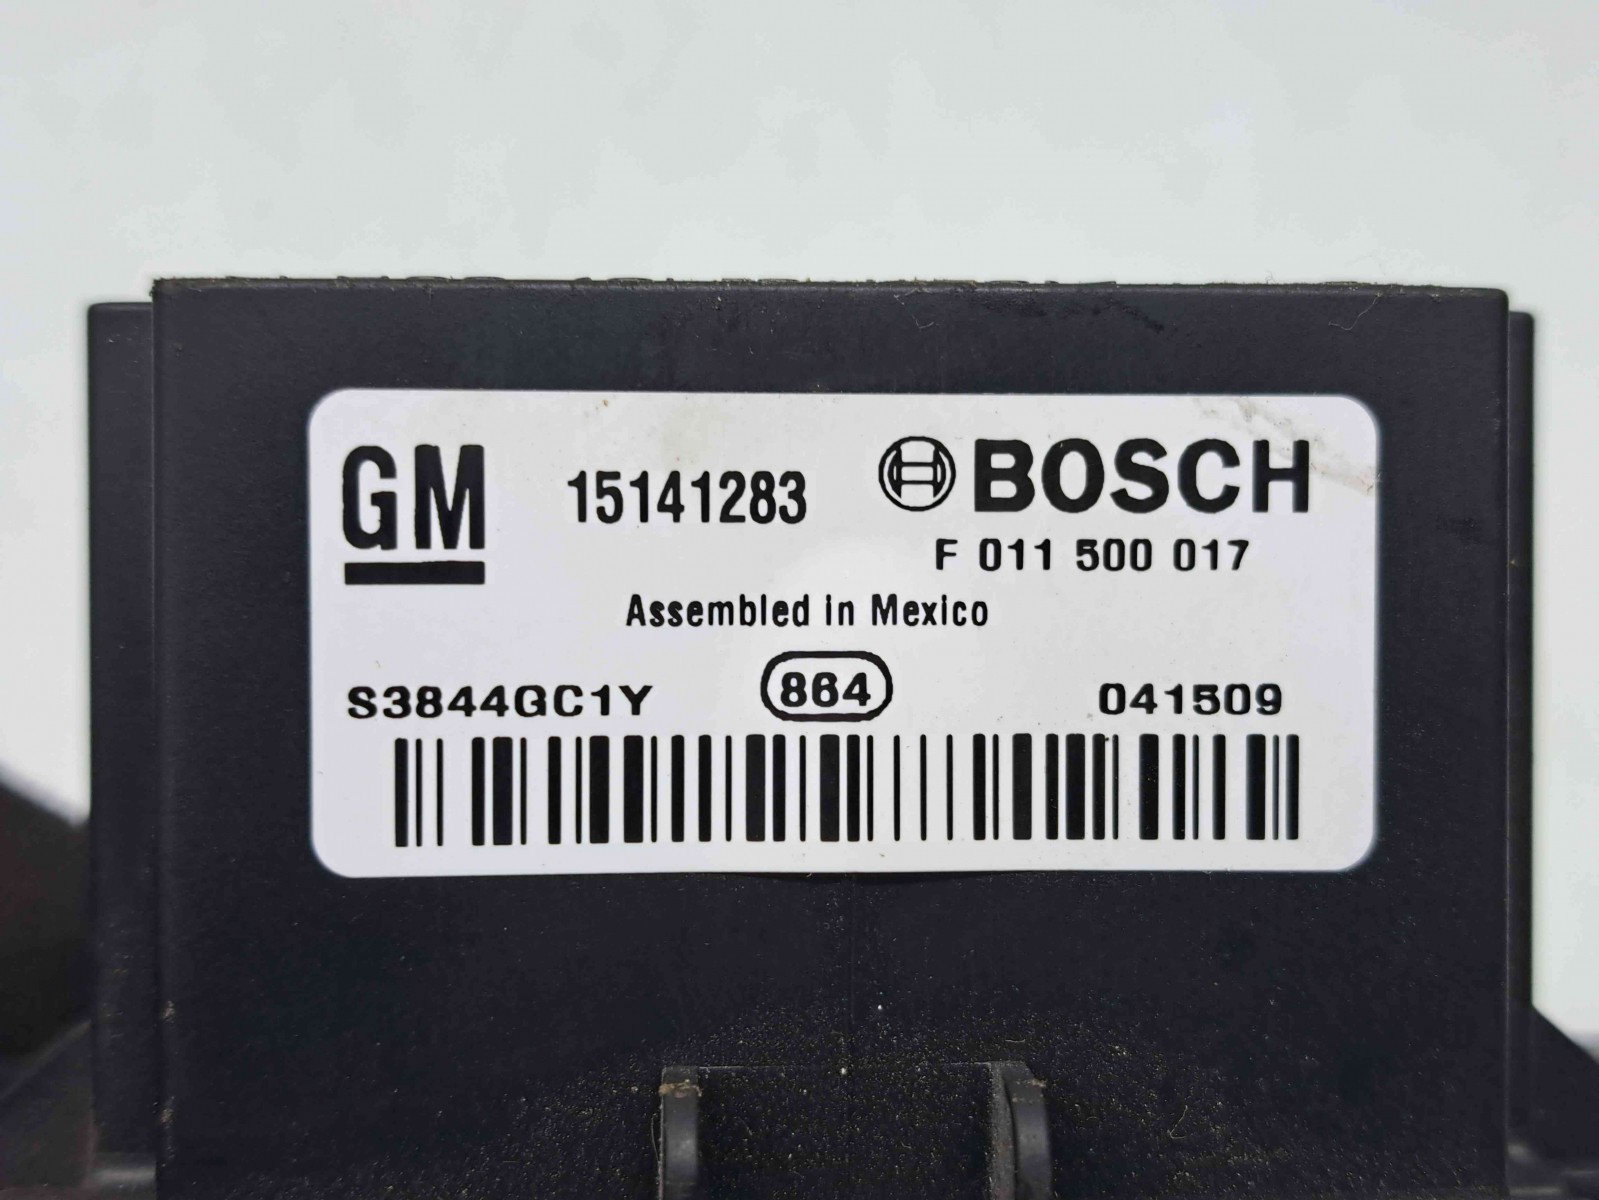 GM 15141283 BOSCH
F 011 500 017
Assembled in Mexico
S3844GC1Y 864 041509